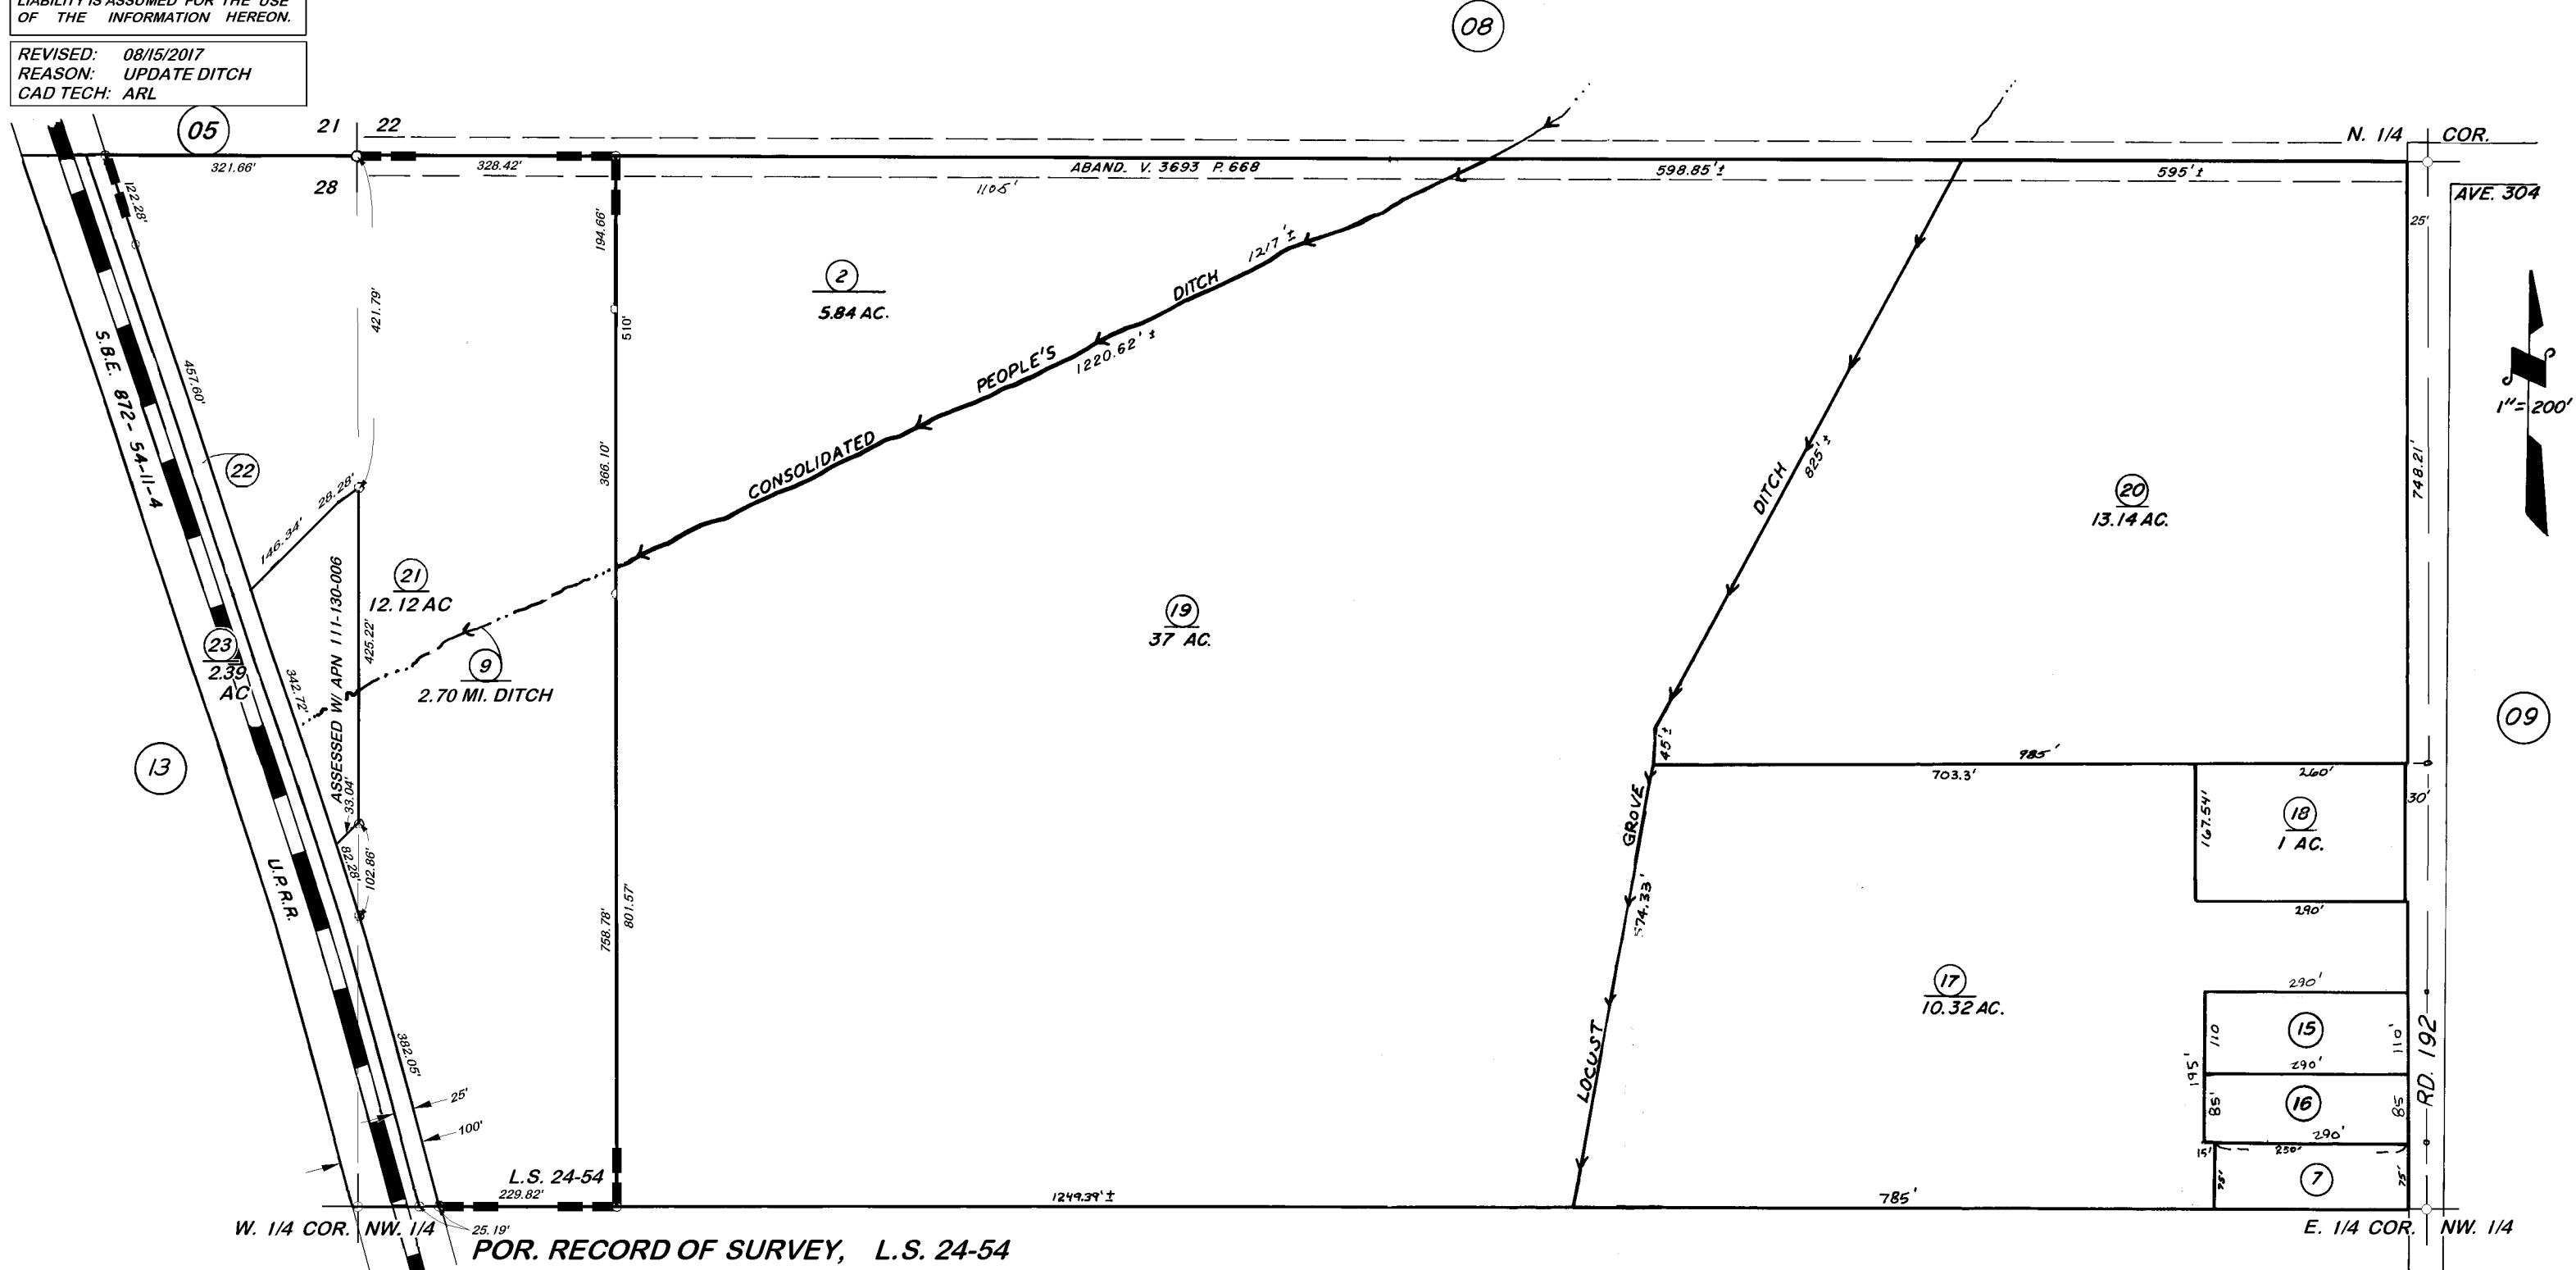 LIABILITY IS ASSUMED FOR THE USE
OF THE INFORMATION HEREON.
REVISED: 08/15/2017
REASON: UPDATE DITCH
CAD TECH: ARL
08
05
21 22
28
N. 1/4 COR.
321.66'
328.42'
ABAND. V. 3693 P. 668
1105'
598.85'±
595'±
AVE. 304
25'
122.28'
421.79'
194.66'
510'
2
5.84 AC.
1217'±
1220.62'±
CONSOLIDATED PEOPLE'S DITCH
1"=200'
S.B.E. 872-54-11-4
457.60'
22
366.10'
28.28'
146.34'
825'±
DITCH
20
13.14 AC.
748.21'
21
12.12 AC
ASSESSED W/ APN 111-130-006
425.22'
19
37 AC.
23
2.39
AC
9
2.70 MI. DITCH
342.72'
13
09
45'±
985'
703.3'
260'
30'
33.04'
82.28'
102.86'
167.54'
18
1 AC.
290'
U.P.R.R.
758.78'
801.57'
GROVE
574.33'
17
10.32 AC.
LOCUST
290'
110
15
110'
290'
195'
85'
16
85'
290'
RD. 192
382.05'
25'
100'
15'
250'
75'
7
75'
L.S. 24-54
229.82'
1249.39'±
785'
W. 1/4 COR. NW. 1/4
25.19'
E. 1/4 COR. NW. 1/4
POR. RECORD OF SURVEY, L.S. 24-54